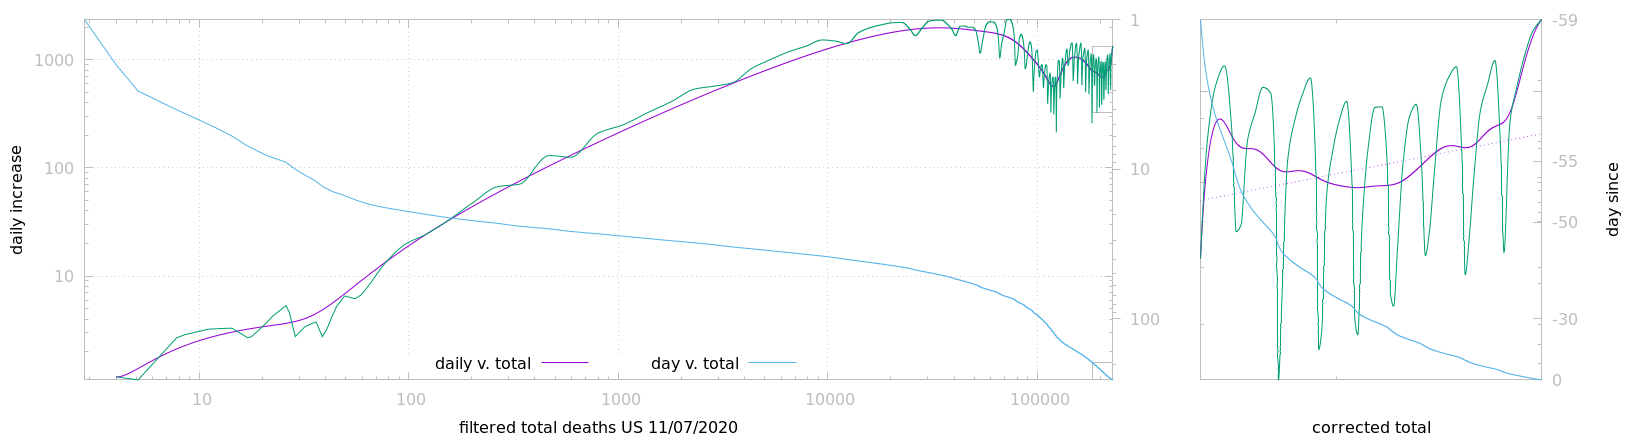 daily increase
1000
100
10
10
100
1000
10000
100000
1
10
100
daily v. total
day v. total
filtered total deaths US 11/07/2020
-59
-55
-50
-30
0
day since
corrected total